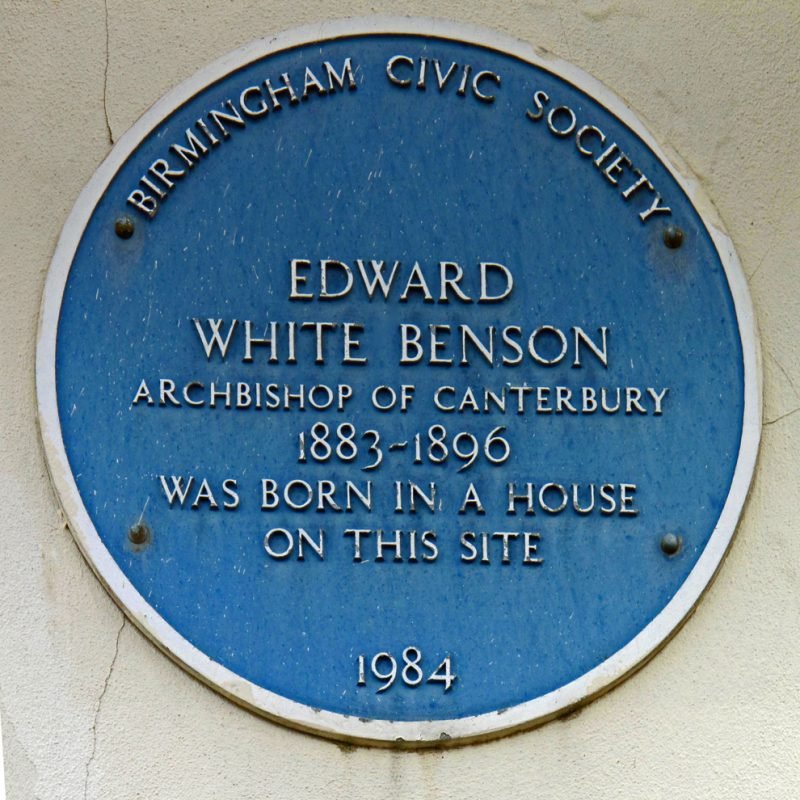 BIRMINGHAM CIVIC SOCIETY
EDWARD
WHITE BENSON
ARCHBISHOP OF CANTERBURY
1883-1896
WAS BORN IN A HOUSE
ON THIS SITE
1984